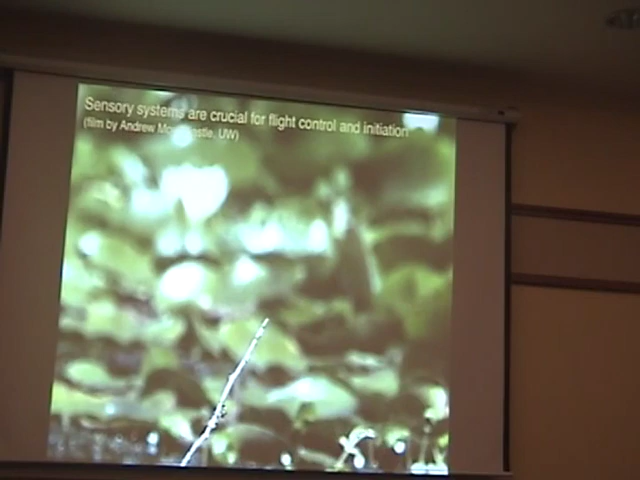 Sensory systems are crucial for flight control and initiation
(film by Andrew UW)